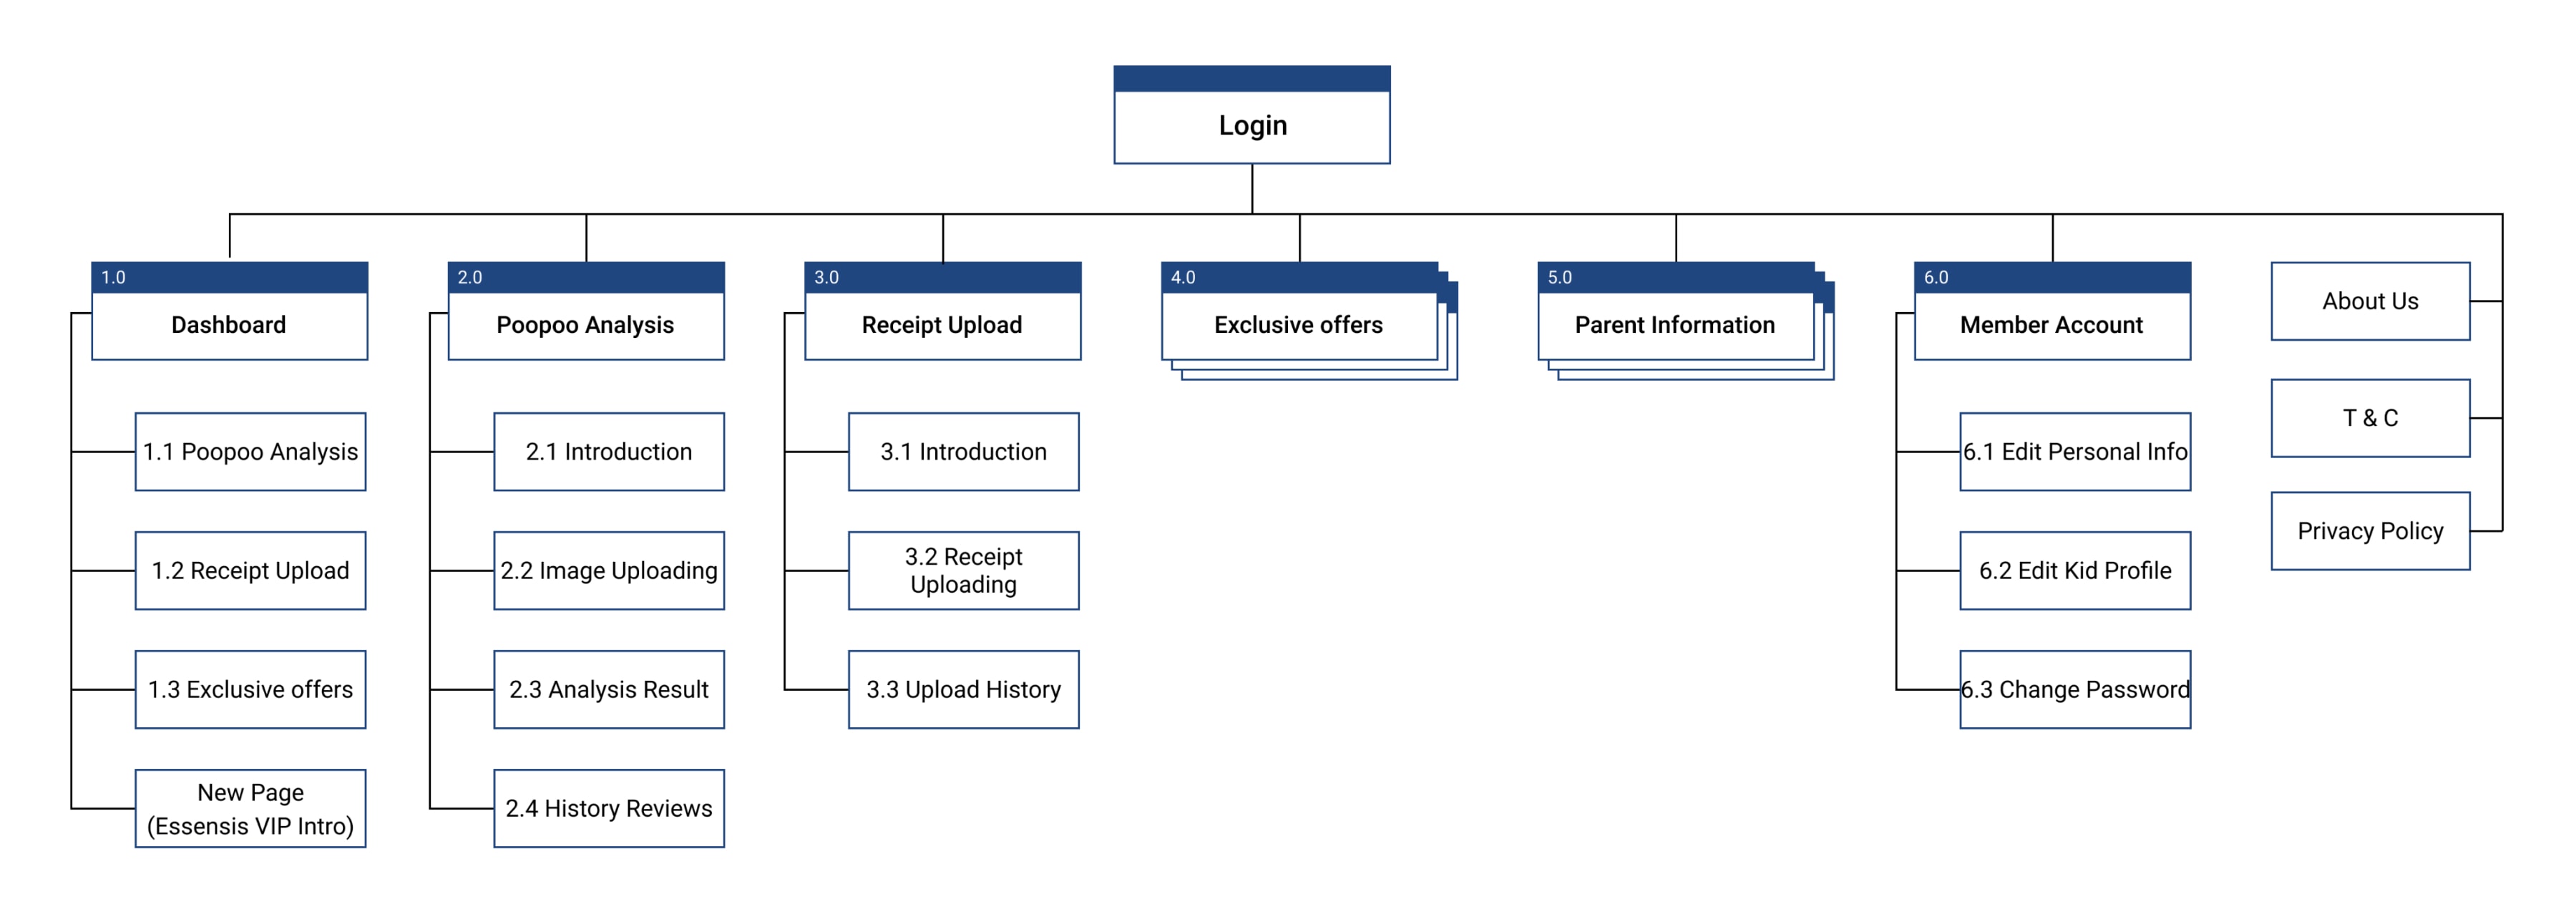 Login
1.0
Dashboard
1.1 Poopoo Analysis
1.2 Receipt Upload
1.3 Exclusive offers
New Page
(Essensis VIP Intro)
2.0
Poopoo Analysis
2.1 Introduction
2.2 Image Uploading
2.3 Analysis Result
2.4 History Reviews
3.0
Receipt Upload
3.1 Introduction
3.2 Receipt
Uploading
3.3 Upload History
4.0
Exclusive offers
5.0
Parent Information
6.0
Member Account
6.1 Edit Personal Info
6.2 Edit Kid Profile
6.3 Change Password
About Us
T & C
Privacy Policy